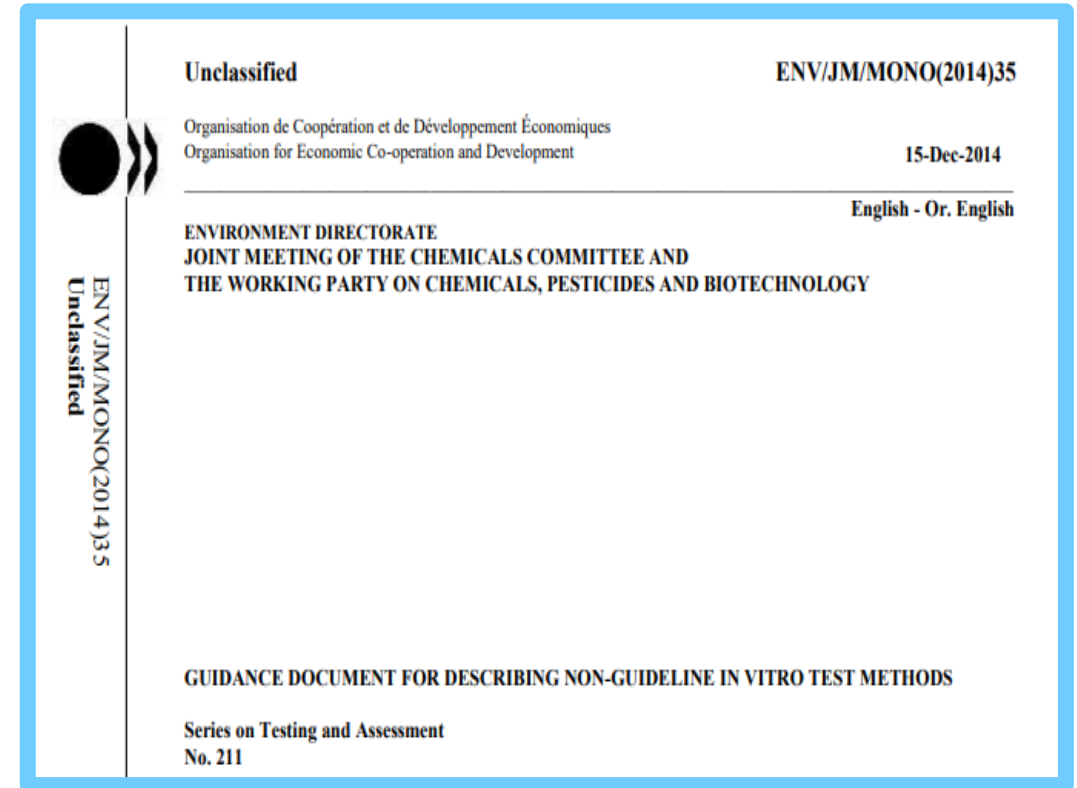 Unclassified
ENV/JM/MONO(2014)35
Organisation de Coopération et de Développement Économiques
Organisation for Economic Co-operation and Development
15-Dec-2014
English - Or. English
ENVIRONMENT DIRECTORATE
JOINT MEETING OF THE CHEMICALS COMMITTEE AND
THE WORKING PARTY ON CHEMICALS, PESTICIDES AND BIOTECHNOLOGY
ENV/JM/MONO(2014)35
Unclassified
GUIDANCE DOCUMENT FOR DESCRIBING NON-GUIDELINE IN VITRO TEST METHODS
Series on Testing and Assessment
No. 211